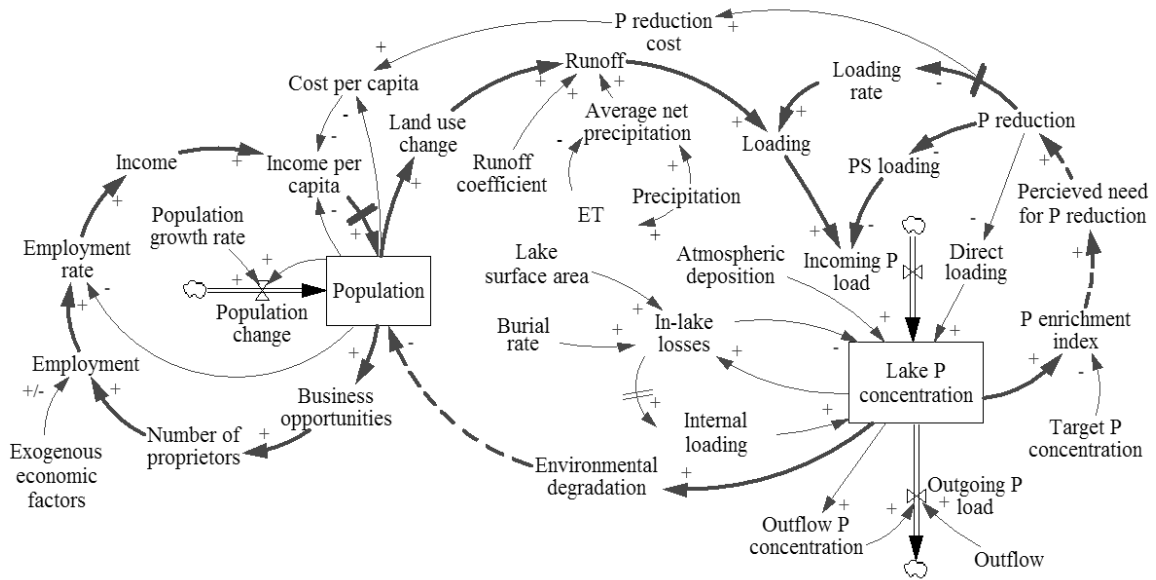 P reduction
cost
Cost per capita
Runoff
Loading
rate
Land use
change
Average net
precipitation
P reduction
Income
Income per
capita
Runoff
coefficient
Loading
PS loading
Precipitation
Percieved need
for P reduction
ET
Population
growth rate
Employment
rate
Population
change
Population
Lake
surface area
Atmospheric
deposition
Incoming P
load
Direct
loading
Burial
rate
In-lake
losses
P enrichment
index
Employment
+/-
Business
opportunities
Lake P
concentration
Exogenous
economic
factors
Number of
proprietors
Internal
loading
Target P
concentration
Environmental
degradation
Outgoing P
load
Outflow P
concentration
Outflow